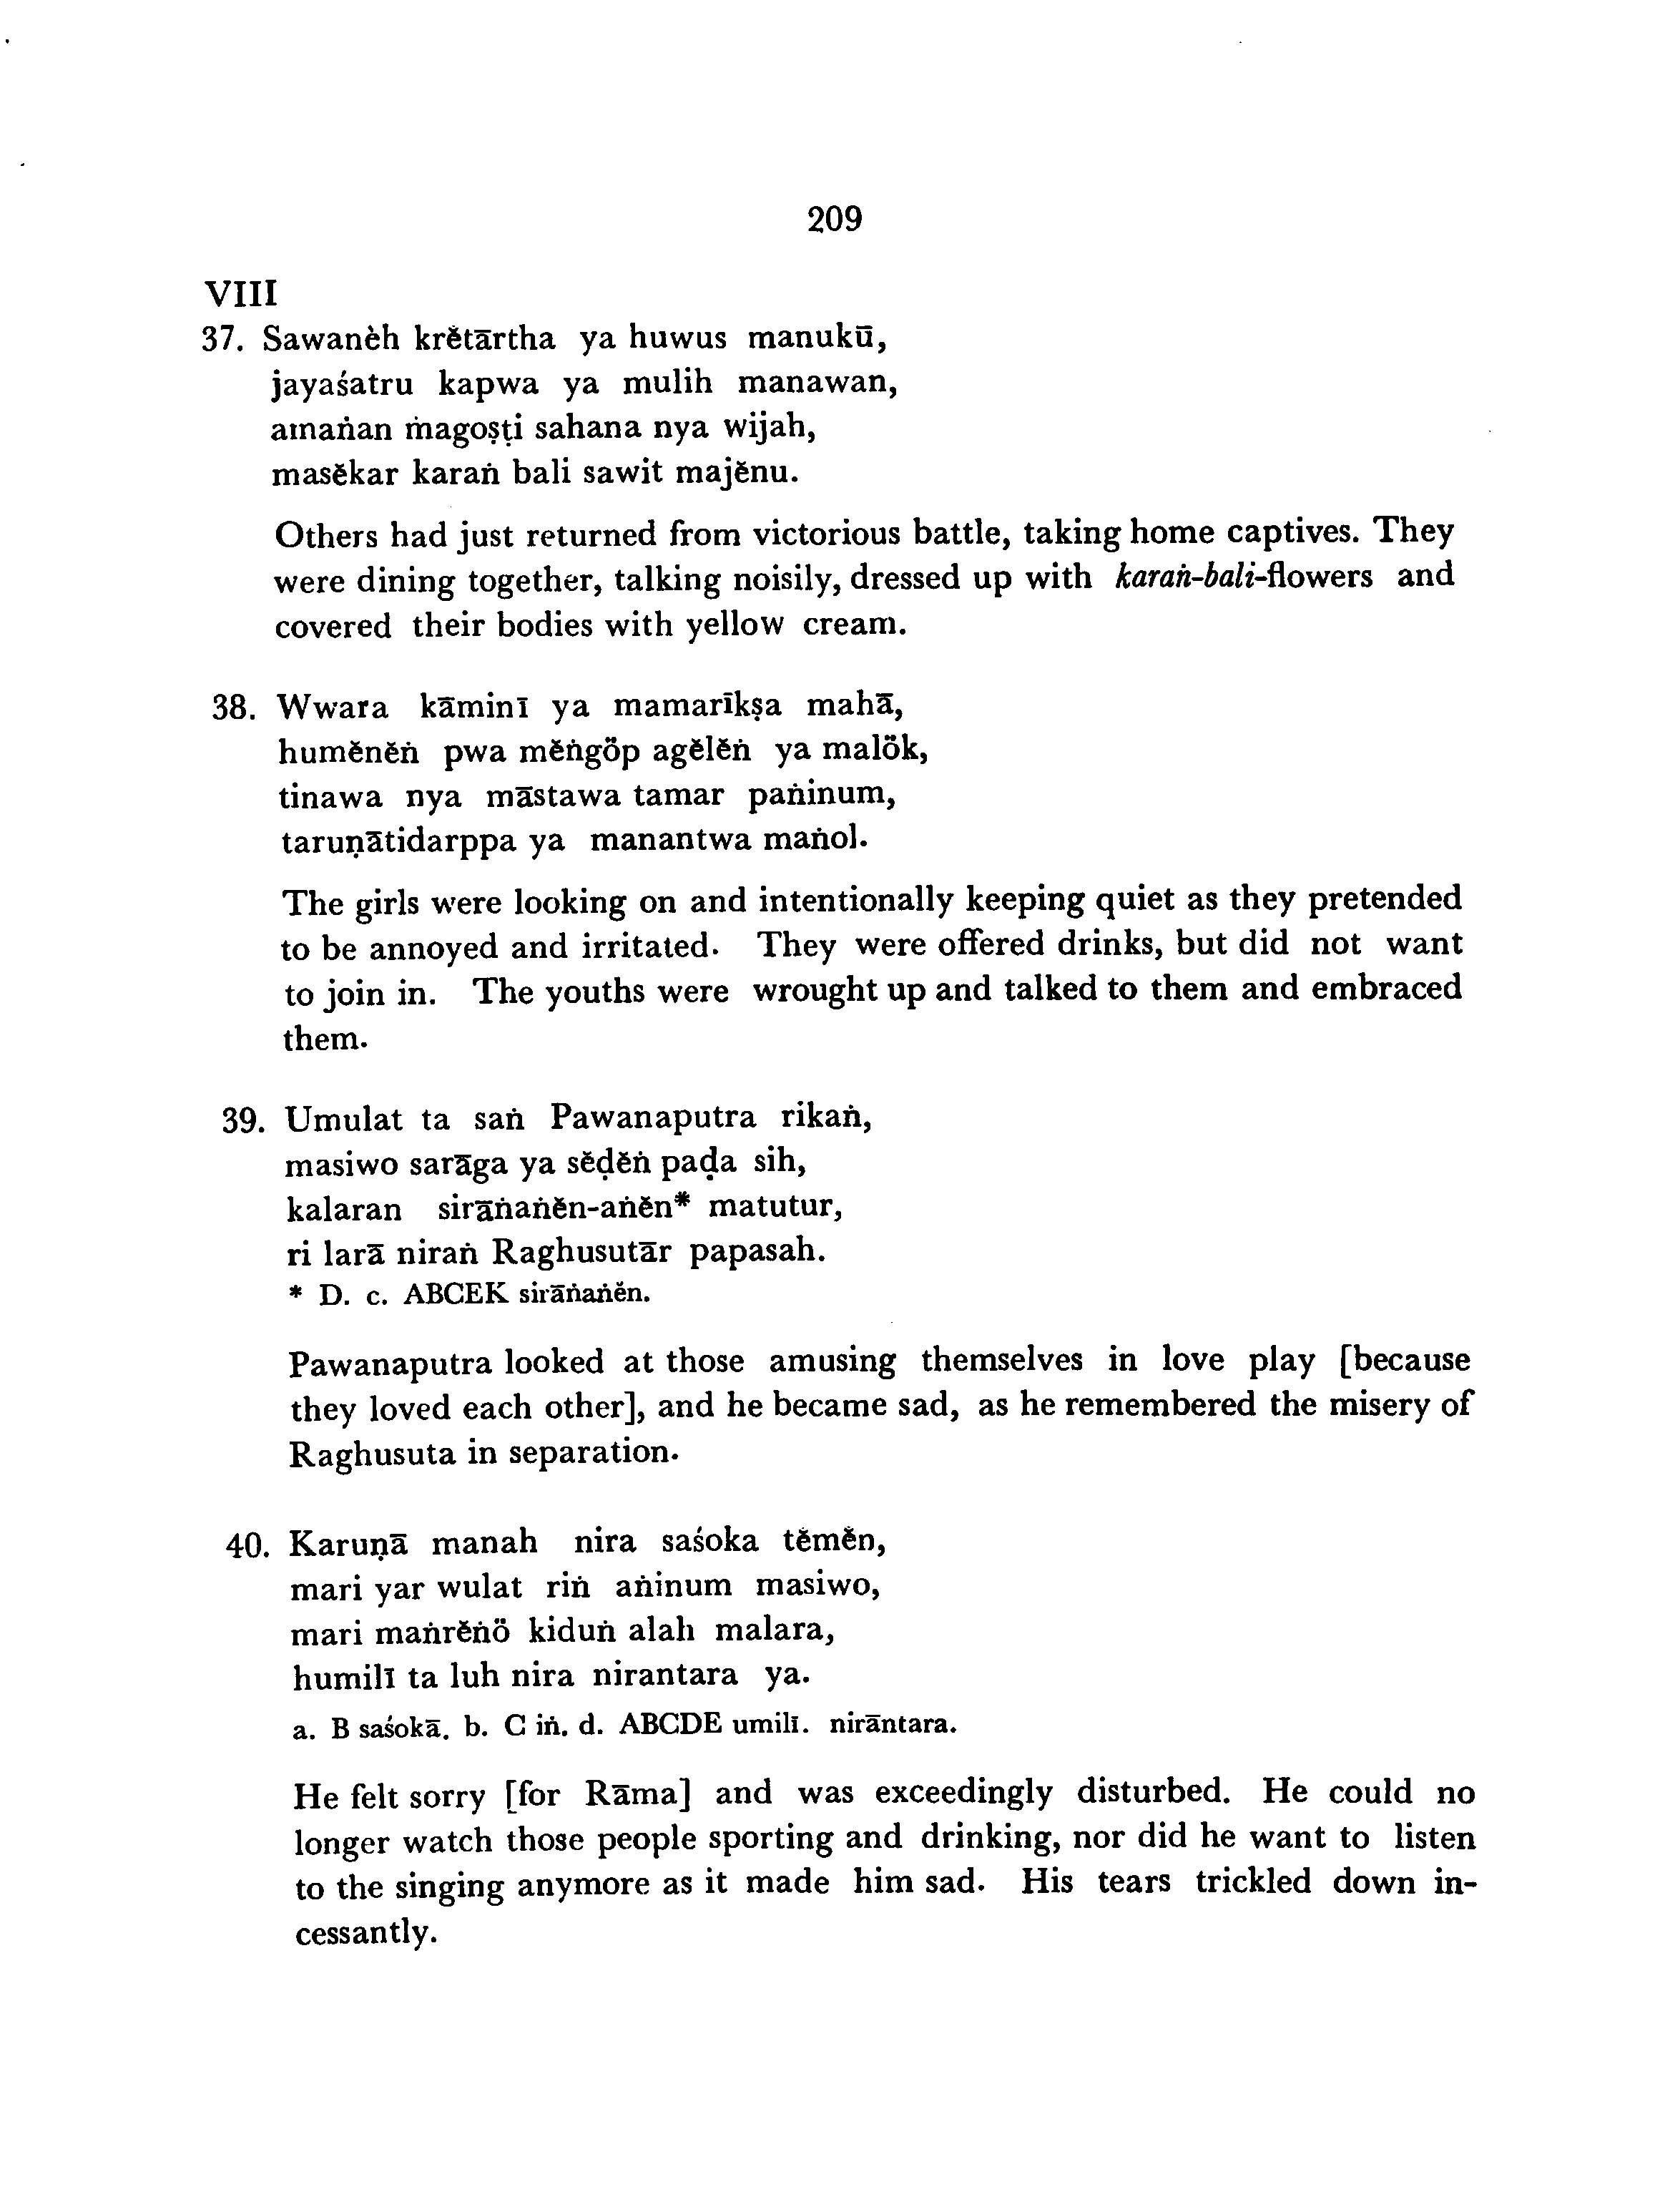 209
VIII
37. Sawanèh krĕtārtha ya huwus manukū,
jayaśatru kapwa ya mulih manawan,
amaṅan ṁagoṣṭi sahana nya wijah,
masĕkar karaṅ bali sawit majĕnu.
Others had just returned from victorious battle, taking home captives. They
were dining together, talking noisily, dressed up with karaṅ-bali-flowers and
covered their bodies with yellow cream.
38. Wwara kāminī ya mamarīkṣa mahā,
humĕnĕṅ pwa mĕṅgöp agĕlĕṅ ya malök,
tinawa nya māstawa tamar paṅinum,
taruṇātidarppa ya manantwa maṅol.
The girls were looking on and intentionally keeping quiet as they pretended
to be annoyed and irritated. They were offered drinks, but did not want
to join in. The youths were wrought up and talked to them and embraced
them.
39. Umulat ta saṅ Pawanaputra rikaṅ,
masiwo sarāga ya sĕḍĕṅ paḍa sih,
kalaran sirāṅaṅĕn-aṅĕn* matutur,
ri larā niraṅ Raghusutār papasah.
* D. c. ABCEK sirāṅaṅĕn.
Pawanaputra looked at those amusing themselves in love play [because
they loved each other], and he became sad, as he remembered the misery of
Raghusuta in separation.
40. Karuṇā manah nira saśoka tĕmĕn,
mari yar wulat riṅ aṅinum masiwo,
mari maṅrĕṅö kiduṅ alah malara,
humilī ta luh nira nirantara ya.
a. B saśokā. b. C iṅ. d. ABCDE umilī. nirāntara.
He felt sorry [for Rāma] and was exceedingly disturbed. He could no
longer watch those people sporting and drinking, nor did he want to listen
to the singing anymore as it made him sad. His tears trickled down in-
cessantly.